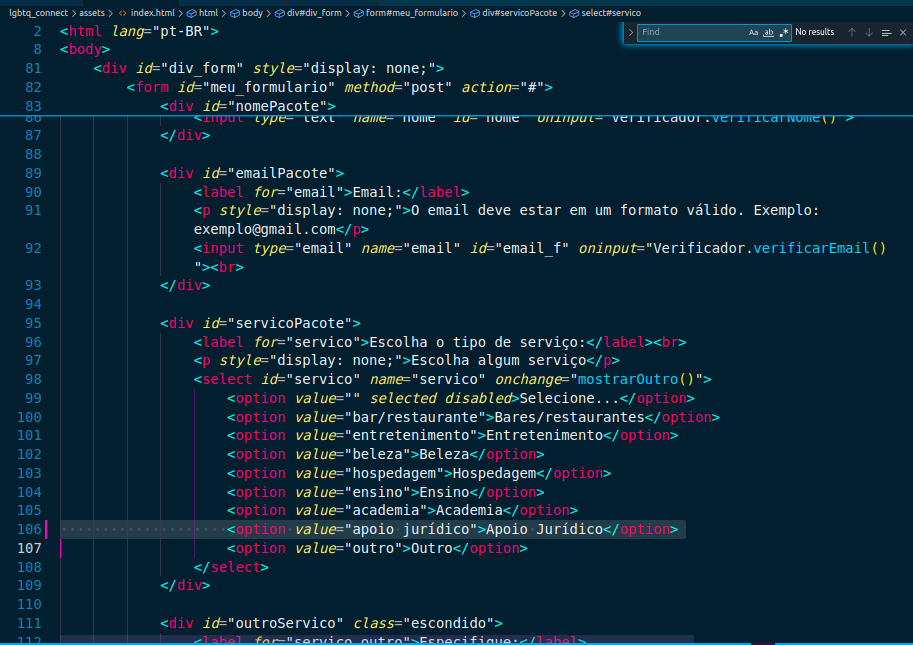 lgbtq_connect > assets > <> index.html > html > body > div#div_form > form#meu_formulario > div#servicoPacote > select#servico
Find Aa ab .* No results
2 <html lang="pt-BR">
8 <body>
81 <div id="div_form" style="display: none;">
82 <form id="meu_formulario" method="post" action="#">
83 <div id="nomePacote">
86 <input type="text" name="nome" id="nome" oninput="Verificador.verificarNome()">
87 </div>
88
89 <div id="emailPacote">
90 <label for="email">Email:</label>
91 <p style="display: none;">O email deve estar em um formato válido. Exemplo:
exemplo@gmail.com</p>
92 <input type="email" name="email" id="email_f" oninput="Verificador.verificarEmail()
"><br>
93 </div>
94
95 <div id="servicoPacote">
96 <label for="servico">Escolha o tipo de serviço:</label><br>
97 <p style="display: none;">Escolha algum serviço</p>
98 <select id="servico" name="servico" onchange="mostrarOutro()">
99 <option value="" selected disabled>Selecione...</option>
100 <option value="bar/restaurante">Bares/restaurantes</option>
101 <option value="entretenimento">Entretenimento</option>
102 <option value="beleza">Beleza</option>
103 <option value="hospedagem">Hospedagem</option>
104 <option value="ensino">Ensino</option>
105 <option value="academia">Academia</option>
106 <option value="apoio jurídico">Apoio Jurídico</option>
107 <option value="outro">Outro</option>
108 </select>
109 </div>
110
111 <div id="outroServico" class="escondido">
112 <label for="servico_outro">Especifique:</label>